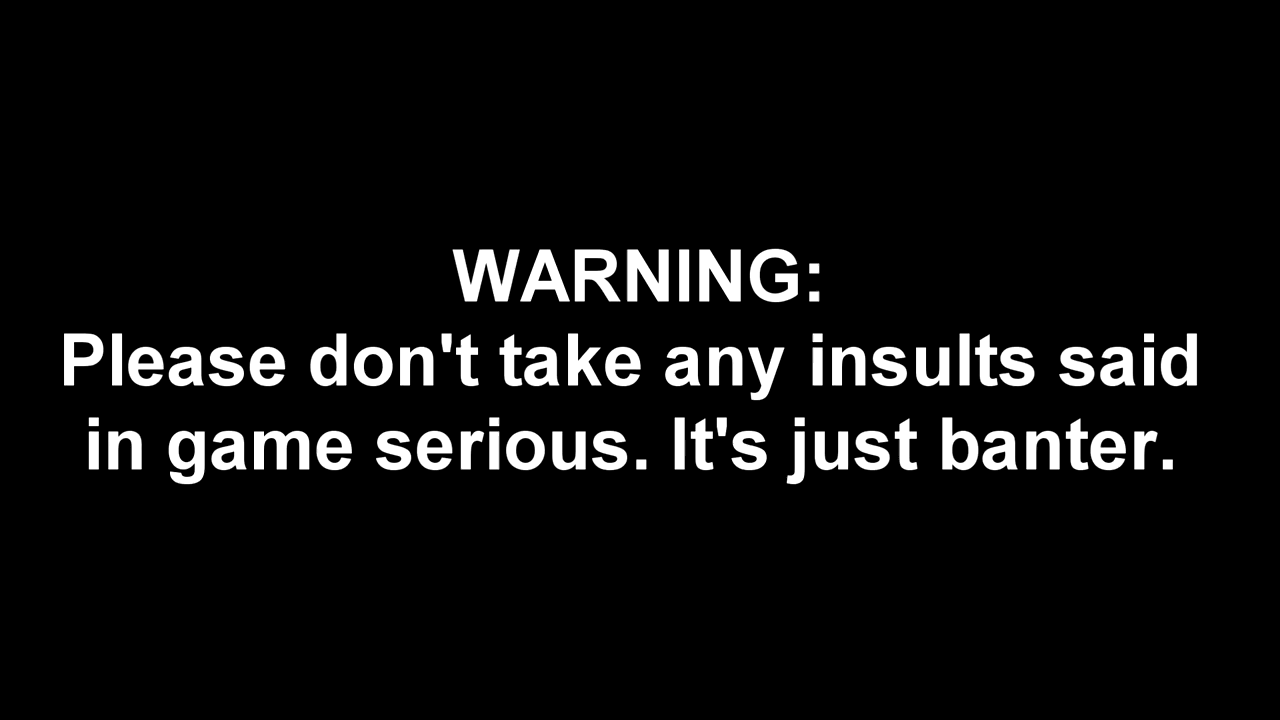 WARNING:
Please don't take any insults said
in game serious. It's just banter.